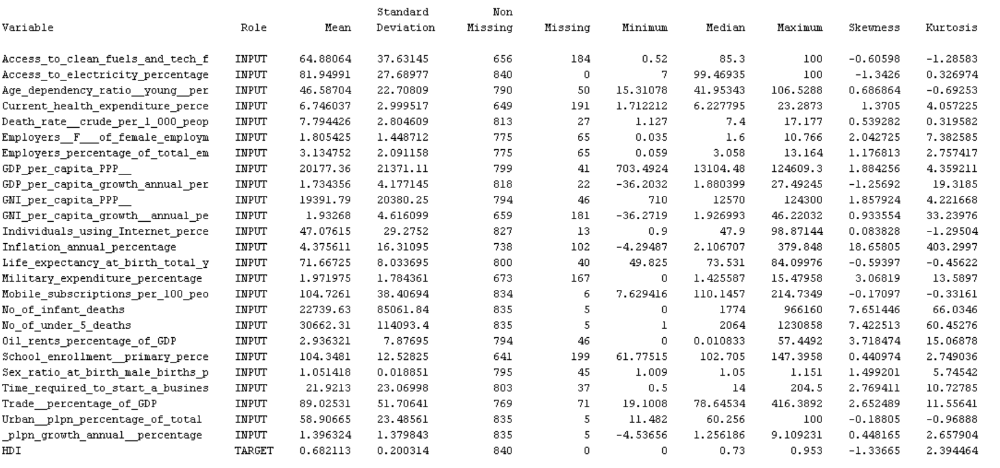 Standard Non
Variable Role Mean Deviation Missing Missing Minimum Median Maximum Skewness Kurtosis
Access_to_clean_fuels_and_tech_f INPUT 64.88064 37.63145 656 184 0.52 85.3 100 -0.60598 -1.28583
Access_to_electricity_percentage INPUT 81.94991 27.68977 840 0 7 99.46935 100 -1.3426 0.326974
Age_dependency_ratio__young__per INPUT 46.58704 22.70809 790 50 15.31078 41.95343 106.5288 0.686864 -0.69253
Current_health_expenditure_perce INPUT 6.746037 2.999517 649 191 1.712212 6.227795 23.2873 1.3705 4.057225
Death_rate__crude_per_1_000_peop INPUT 7.794426 2.804609 813 27 1.127 7.4 17.177 0.539282 0.319582
Employers__F___of_female_employm INPUT 1.805425 1.448712 775 65 0.035 1.6 10.766 2.042725 7.382585
Employers_percentage_of_total_em INPUT 3.134752 2.091158 775 65 0.059 3.058 13.164 1.176813 2.757417
GDP_per_capita_PPP__ INPUT 20177.36 21371.11 799 41 703.4924 13104.48 124609.3 1.884256 4.359211
GDP_per_capita_growth_annual_per INPUT 1.734356 4.177145 818 22 -36.2032 1.880399 27.49245 -1.25692 19.3185
GNI_per_capita_PPP__ INPUT 19391.79 20380.25 794 46 710 12570 124300 1.857924 4.221668
GNI_per_capita_growth__annual_pe INPUT 1.93268 4.616099 659 181 -36.2719 1.926993 46.22032 0.933554 33.23976
Individuals_using_Internet_perce INPUT 47.07615 29.2752 827 13 0.9 47.9 98.87144 0.083828 -1.29504
Inflation_annual_percentage INPUT 4.375611 16.31095 738 102 -4.29487 2.106707 379.848 18.65805 403.2997
Life_expectancy_at_birth_total_y INPUT 71.66725 8.033695 800 40 49.825 73.531 84.09976 -0.59397 -0.45622
Military_expenditure_percentage INPUT 1.971975 1.784361 673 167 0 1.425587 15.47958 3.06819 13.5897
Mobile_subscriptions_per_100_peo INPUT 104.7261 38.40694 834 6 7.629416 110.1457 214.7349 -0.17097 -0.33161
No_of_infant_deaths INPUT 22739.63 85061.84 835 5 0 1774 966160 7.651446 66.0346
No_of_under_5_deaths INPUT 30662.31 114093.4 835 5 1 2064 1230858 7.422513 60.45276
Oil_rents_percentage_of_GDP INPUT 2.936321 7.87695 794 46 0 0.010833 57.4492 3.718474 15.06878
School_enrollment__primary_perce INPUT 104.3481 12.52825 641 199 61.77515 102.705 147.3958 0.440974 2.749036
Sex_ratio_at_birth_male_births_p INPUT 1.051418 0.018851 795 45 1.009 1.05 1.151 1.499201 5.74542
Time_required_to_start_a_busines INPUT 21.9213 23.06998 803 37 0.5 14 204.5 2.769411 10.72785
Trade__percentage_of_GDP INPUT 89.02531 51.70641 769 71 19.1008 78.64534 416.3892 2.652489 11.55641
Urban__plpn_percentage_of_total INPUT 58.90665 23.48561 835 5 11.482 60.256 100 -0.18805 -0.96888
_plpn_growth_annual__percentage INPUT 1.396324 1.379843 835 5 -4.53656 1.256186 9.109231 0.448165 2.657904
HDI TARGET 0.682113 0.200314 840 0 0 0.73 0.953 -1.33665 2.394464